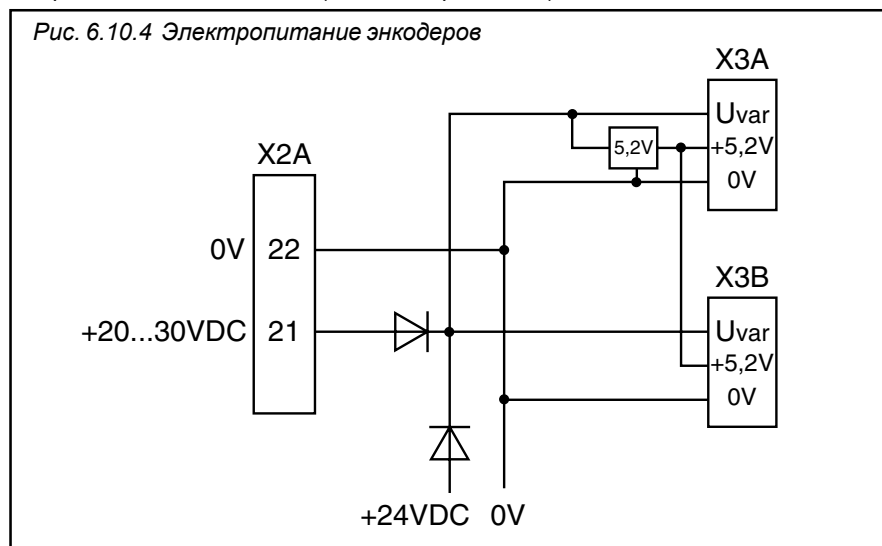 Рис. 6.10.4 Электропитание энкодеров
X3A
Uvar
5,2V
+5,2V
0V
X2A
0V 22
+20...30VDC 21
X3B
Uvar
+5,2V
0V
+24VDC 0V